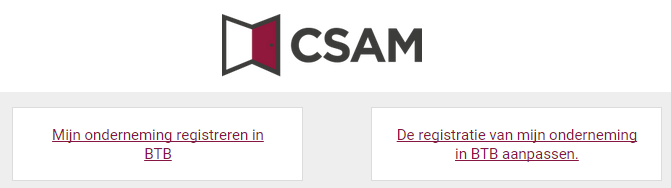 CSAM
Mijn onderneming registreren in
BTB
De registratie van mijn onderneming
in BTB aanpassen.